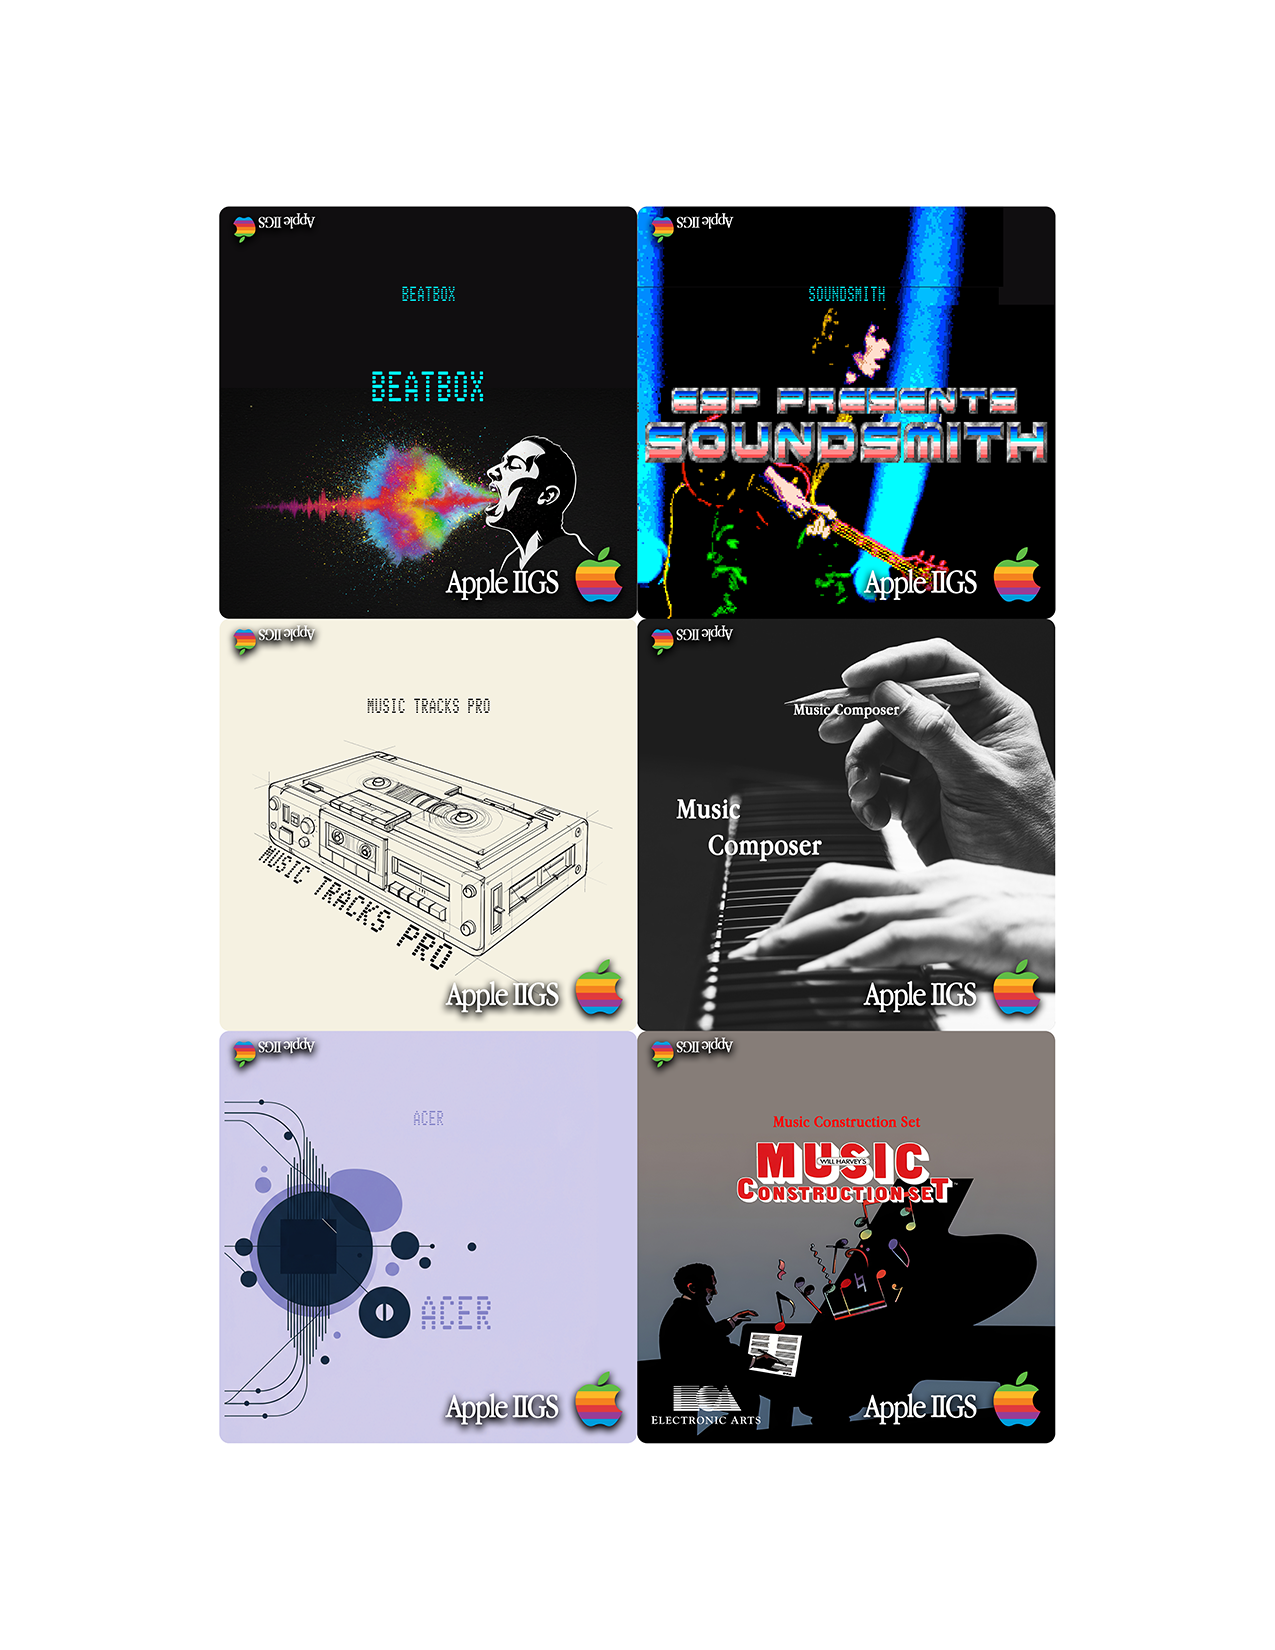 Apple IIGS
BEATBOX
BEATBOX
Apple IIGS
Apple IIGS
SOUNDSMITH
ESP PRESENTS
SOUNDSMITH
Apple IIGS
Apple IIGS
MUSIC TRACKS PRO
MUSIC TRACKS PRO
Apple IIGS
Apple IIGS
Music Composer
Music
Composer
Apple IIGS
Apple IIGS
ACER
ACER
Apple IIGS
Apple IIGS
Music Construction Set
MUSIC
WILL HARVEY'S
CONSTRUCTION SET
ELECTRONIC ARTS
Apple IIGS